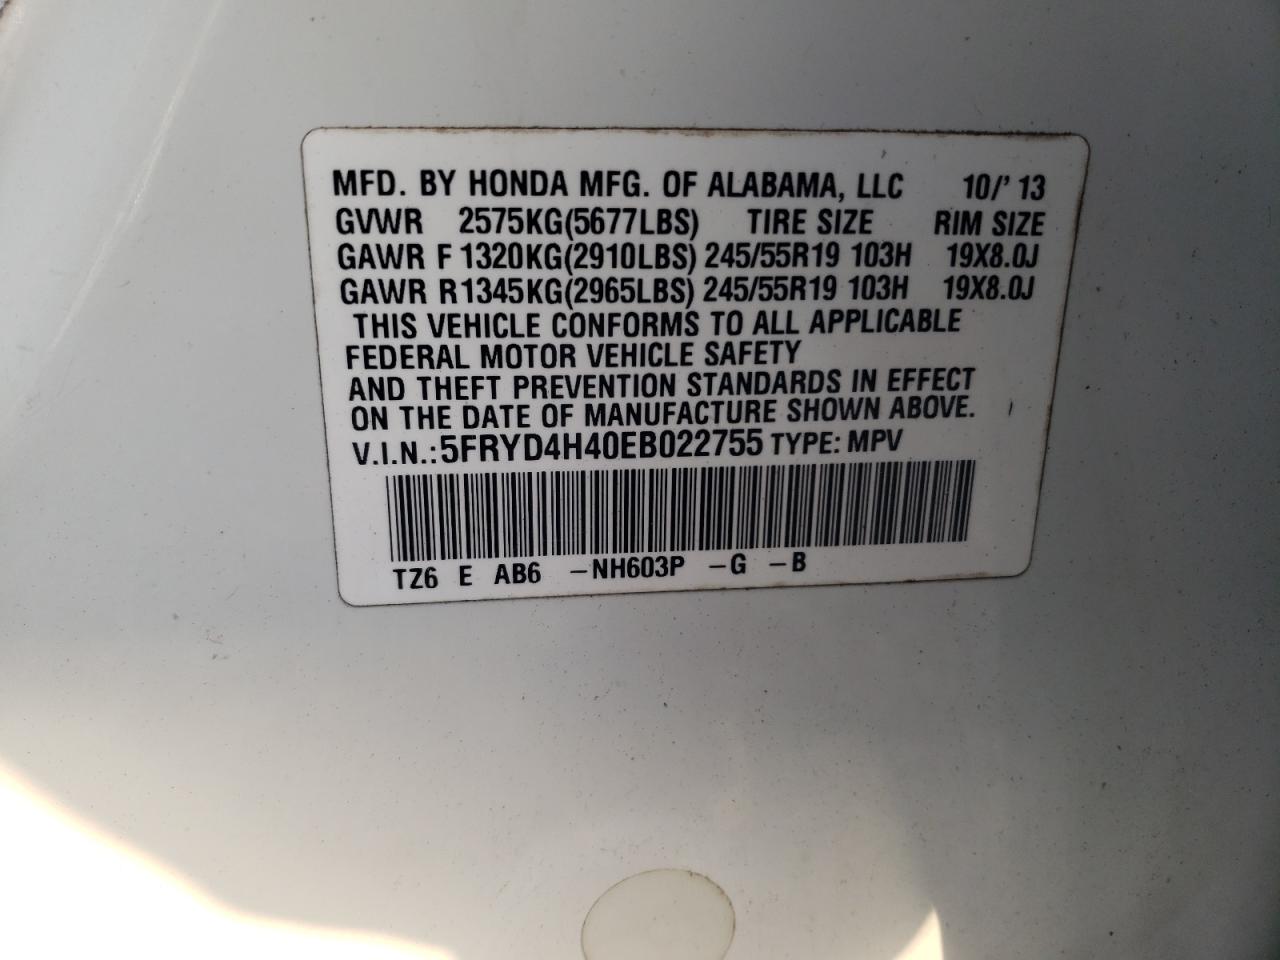 MFD. BY HONDA MFG. OF ALABAMA, LLC 10/' 13
GVWR 2575KG(5677LBS) TIRE SIZE RIM SIZE
GAWR F 1320KG(2910LBS) 245/55R19 103H 19X8.0J
GAWR R 1345KG(2965LBS) 245/55R19 103H 19X8.0J
THIS VEHICLE CONFORMS TO ALL APPLICABLE
FEDERAL MOTOR VEHICLE SAFETY
AND THEFT PREVENTION STANDARDS IN EFFECT
ON THE DATE OF MANUFACTURE SHOWN ABOVE.
V.I.N.: 5FRYD4H40EB022755 TYPE: MPV
TZ6 E AB6 -NH603P -G -B